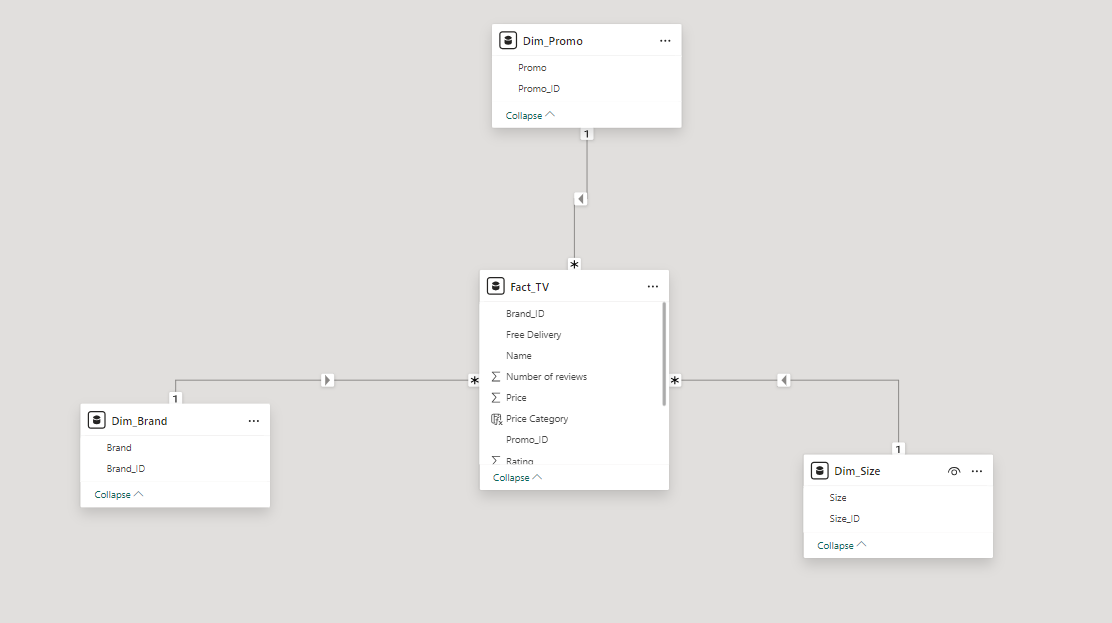 Dim_Promo
Promo
Promo_ID
Collapse
1
*
Fact_TV
Brand_ID
Free Delivery
Name
Σ Number of reviews
Σ Price
Price Category
Promo_ID
Σ Rating
Collapse
*
*
1
Dim_Brand
Brand
Brand_ID
Collapse
1
Dim_Size
Size
Size_ID
Collapse